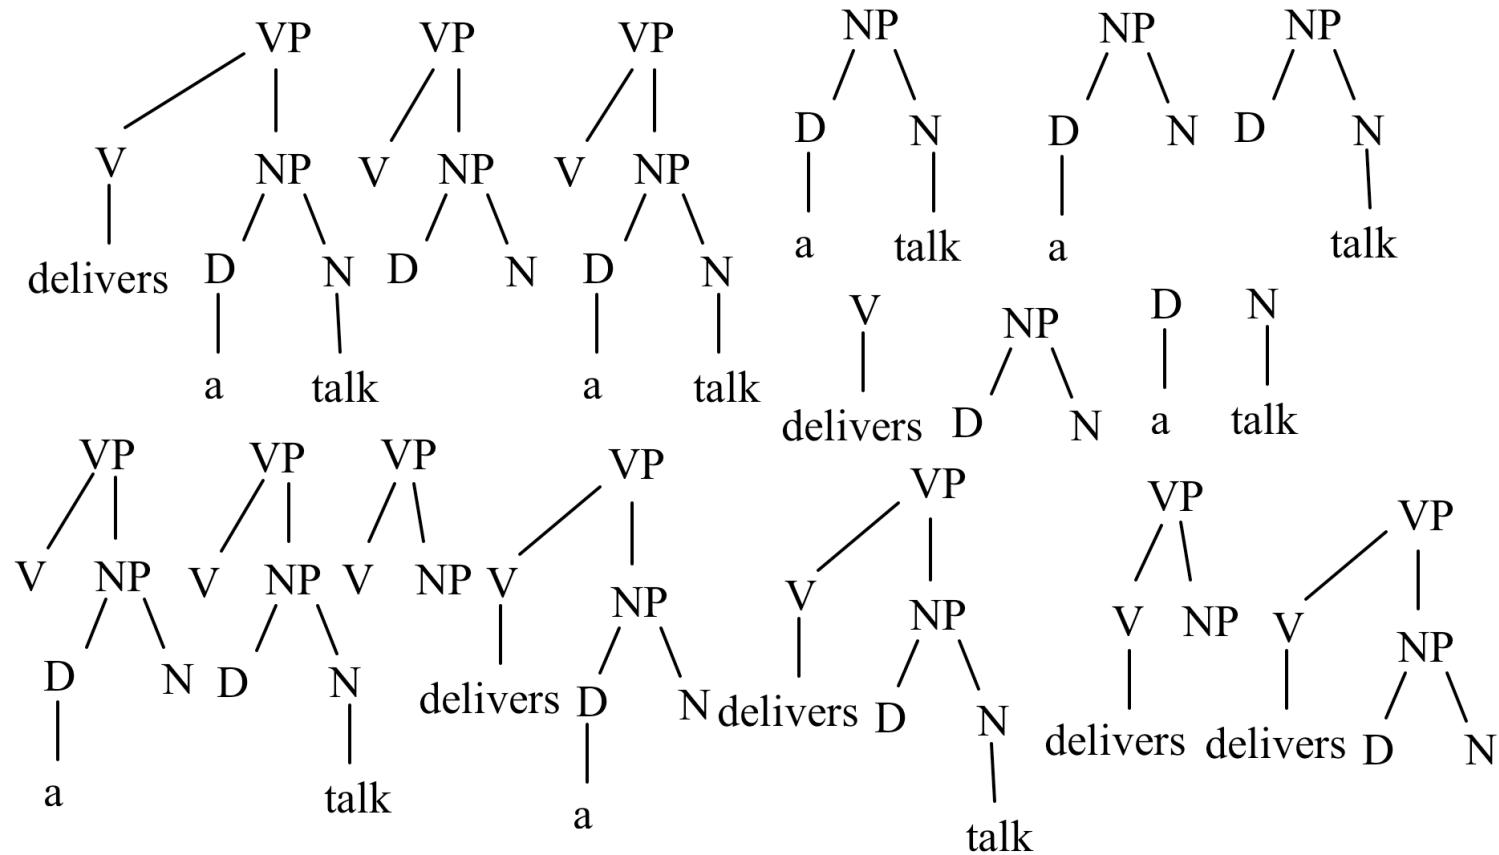 VP VP VP NP NP NP
V NP V NP V NP D N D N D N
delivers D N D N D N a talk a talk
a talk a talk
V NP D N
delivers D N a talk
VP VP VP VP VP VP VP
V NP V NP V NP V NP V NP V NP V NP
D N D N delivers D N delivers D N delivers delivers D N
a talk a talk